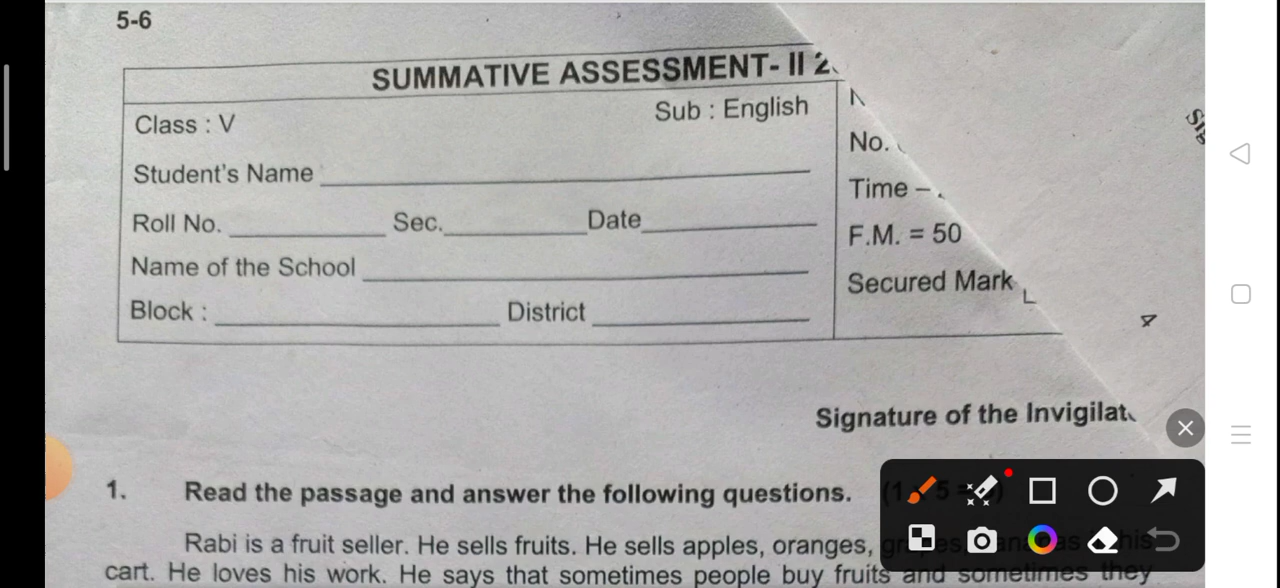 5-6
SUMMATIVE ASSESSMENT- II
Class : V
Sub : English
Student's Name
Roll No. Sec. Date
Name of the School
Block : District
No.
Time –
F.M. = 50
Secured Mark
Signature of the
1. Read the passage and answer the following questions.
Rabi is a fruit seller. He sells fruits. He sells apples, oranges,
cart. He loves his work. He says that sometimes people buy fruits and sometimes they